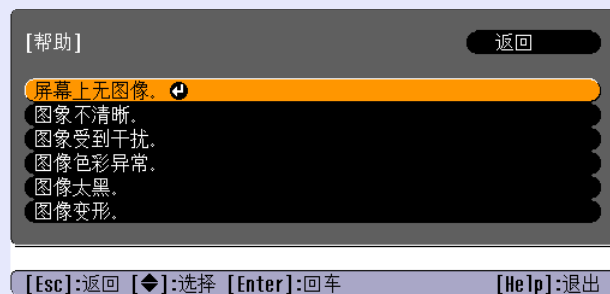 [帮助]
返回
屏幕上无图像.
图象不清晰.
图象受到干扰.
图像色彩异常.
图像太黑.
图像变形.
[Esc]:返回 [◆]:选择 [Enter]:回车 [Help]:退出